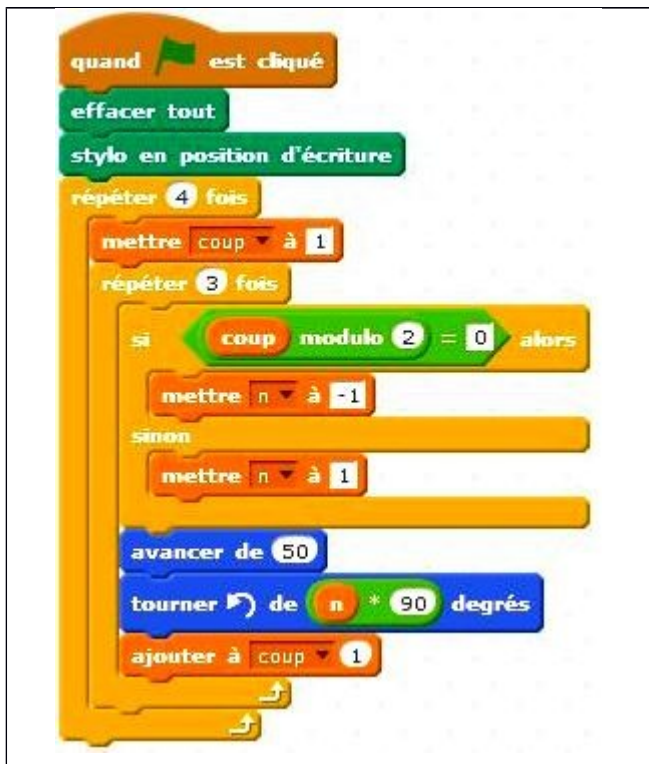 quand est cliqué
effacer tout
stylo en position d'écriture
répéter 4 fois
mettre coup à 1
répéter 3 fois
si coup modulo 2 = 0 alors
mettre n à -1
sinon
mettre n à 1
avancer de 50
tourner de n * 90 degrés
ajouter à coup 1